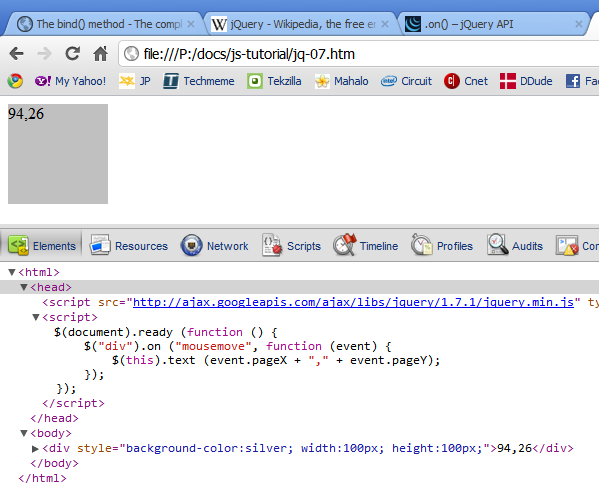 The bind() method - The compl
jQuery - Wikipedia, the free en
.on() – jQuery API
file:///P:/docs/js-tutorial/jq-07.htm
My Yahoo! JP Techmeme Tekzilla Mahalo Circuit Cnet DDude Fac
94,26
Elements Resources Network Scripts Timeline Profiles Audits Con
<html>
<head>
<script src="http://ajax.googleapis.com/ajax/libs/jquery/1.7.1/jquery.min.js" ty
<script>
$(document).ready (function () {
$("div").on ("mousemove", function (event) {
$(this).text (event.pageX + "," + event.pageY);
});
});
</script>
</head>
<body>
<div style="background-color:silver; width:100px; height:100px;">94,26</div>
</body>
</html>